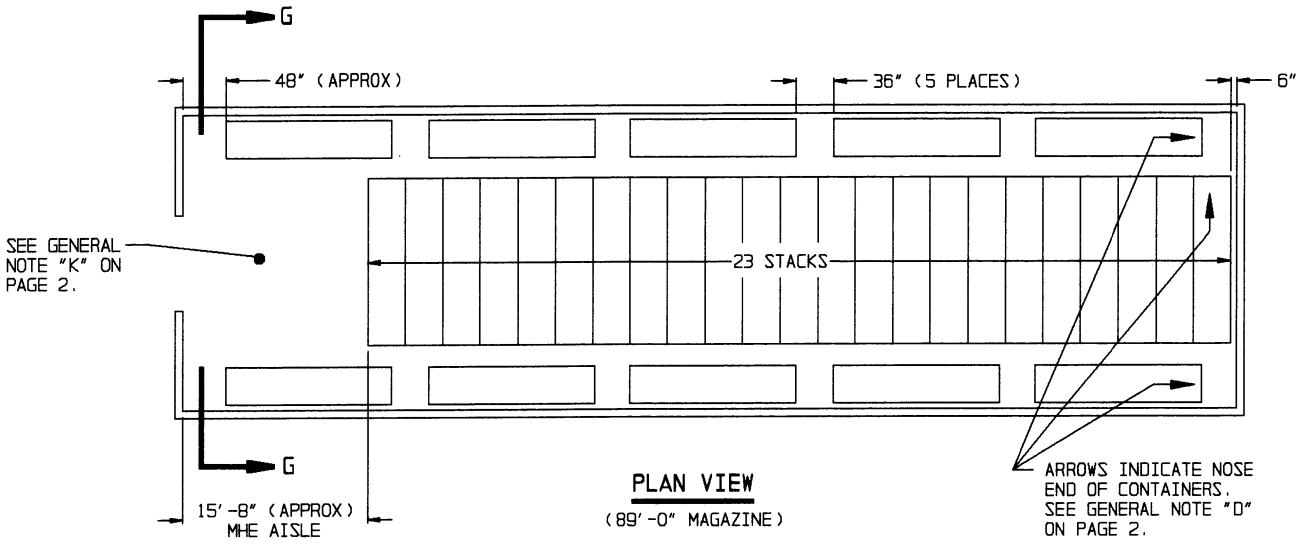 G
48" (APPROX)
36" (5 PLACES)
6"
SEE GENERAL
NOTE "K" ON
PAGE 2.
23 STACKS
G
15'-8" (APPROX)
MHE AISLE
PLAN VIEW
(89'-0" MAGAZINE)
ARROWS INDICATE NOSE
END OF CONTAINERS.
SEE GENERAL NOTE "D"
ON PAGE 2.